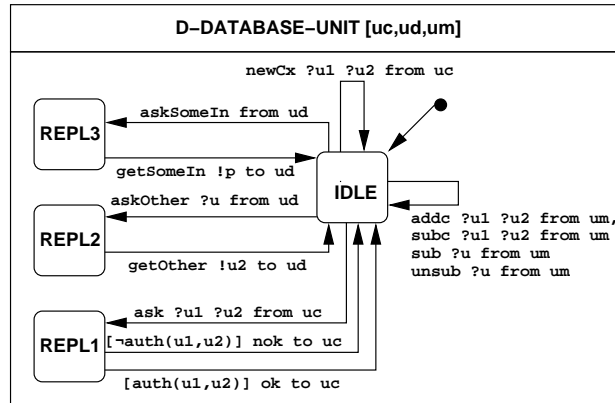 D–DATABASE–UNIT [uc,ud,um]
newCx ?u1 ?u2 from uc
askSomeIn from ud
REPL3
getSomeIn !p to ud
IDLE
askOther ?u from ud
REPL2
getOther !u2 to ud
addc ?u1 ?u2 from um,
subc ?u1 ?u2 from um
sub ?u from um
unsub ?u from um
ask ?u1 ?u2 from uc
REPL1
[¬auth(u1,u2)] nok to uc
[auth(u1,u2)] ok to uc